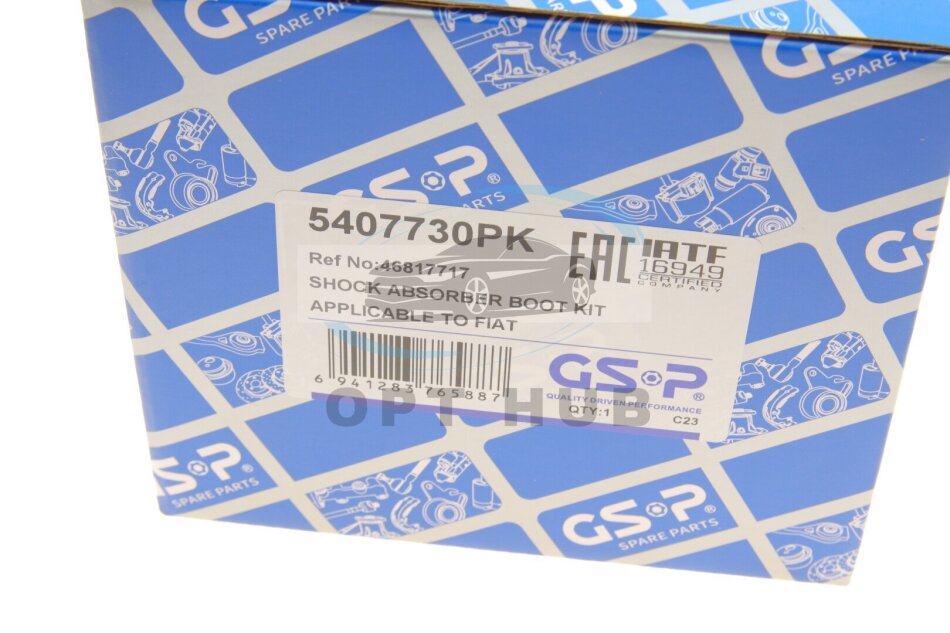 GSP
SPARE PARTS
GSP
SPARE PA
GSP®
SPARE PARTS
5407730PK
EAC
IATF
16949
CERTIFIED
COMPANY
Ref No:46817717
SHOCK ABSORBER BOOT KIT
APPLICABLE TO FIAT
GSP®
QUALITY DRIVEN PERFORMANCE
6 941283 765887
QTY:1
C23
OPT HUB
GSP®
SPARE PARTS
GSP®
SPARE PARTS